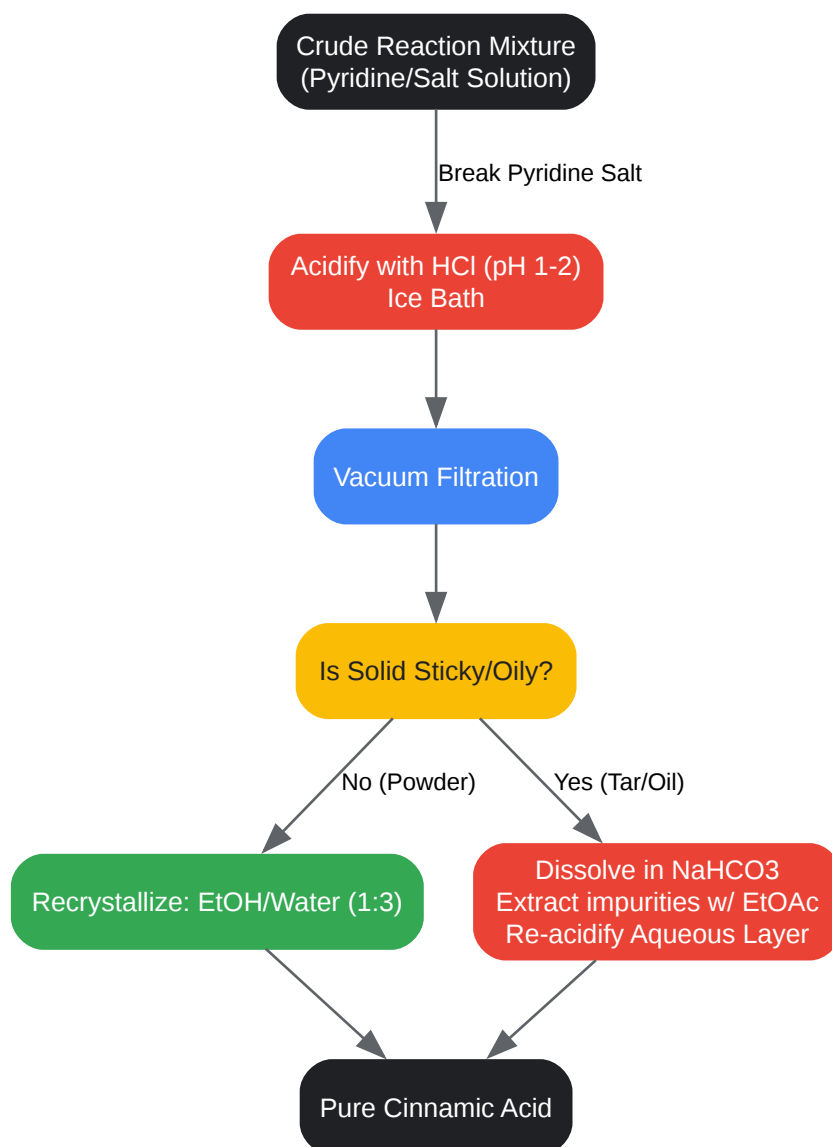 Crude Reaction Mixture
(Pyridine/Salt Solution)
Break Pyridine Salt
Acidify with HCl (pH 1-2)
Ice Bath
Vacuum Filtration
Is Solid Sticky/Oily?
No (Powder)
Yes (Tar/Oil)
Recrystallize: EtOH/Water (1:3)
Dissolve in NaHCO3
Extract impurities w/ EtOAc
Re-acidify Aqueous Layer
Pure Cinnamic Acid